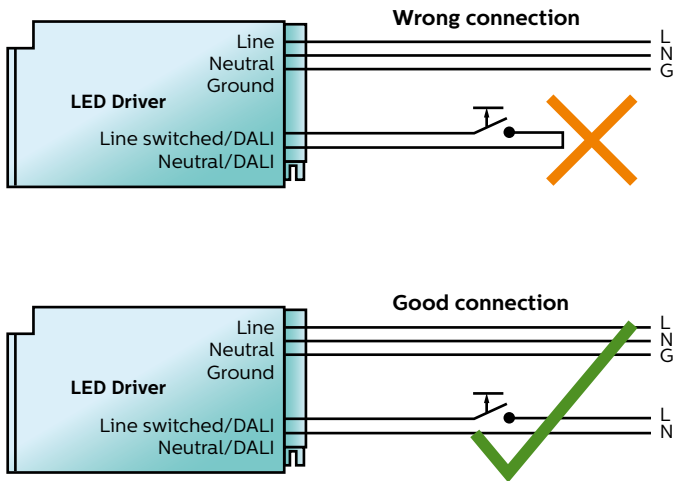 Wrong connection
Line
L
Neutral
N
Ground
G
LED Driver
Line switched/DALI
Neutral/DALI
Good connection
Line
L
Neutral
N
Ground
G
LED Driver
Line switched/DALI
L
Neutral/DALI
N